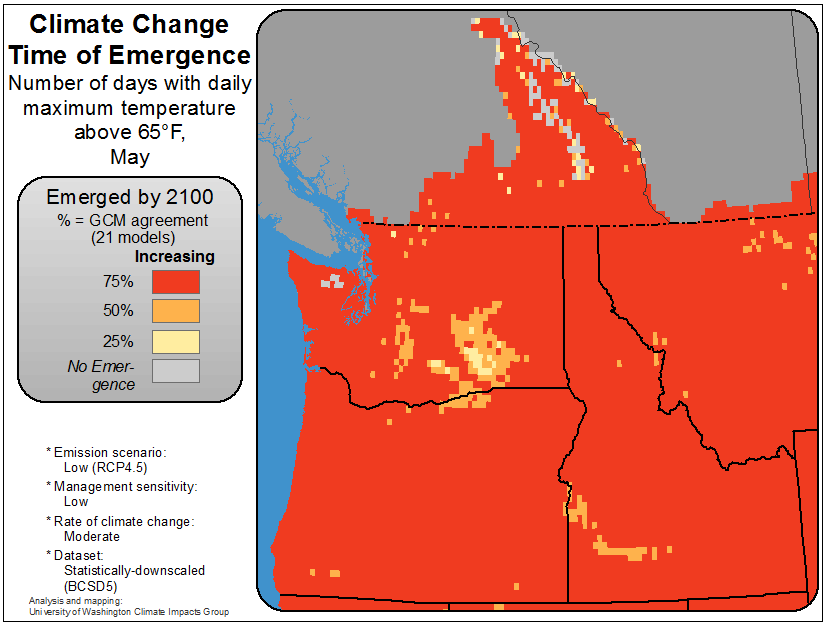 Climate Change
Time of Emergence
Number of days with daily
maximum temperature
above 65°F,
May
Emerged by 2100
% = GCM agreement
(21 models)
Increasing
75%
50%
25%
No Emer-
gence
* Emission scenario:
Low (RCP4.5)
* Management sensitivity:
Low
* Rate of climate change:
Moderate
* Dataset:
Statistically-downscaled
(BCSD5)
Analysis and mapping:
University of Washington Climate Impacts Group